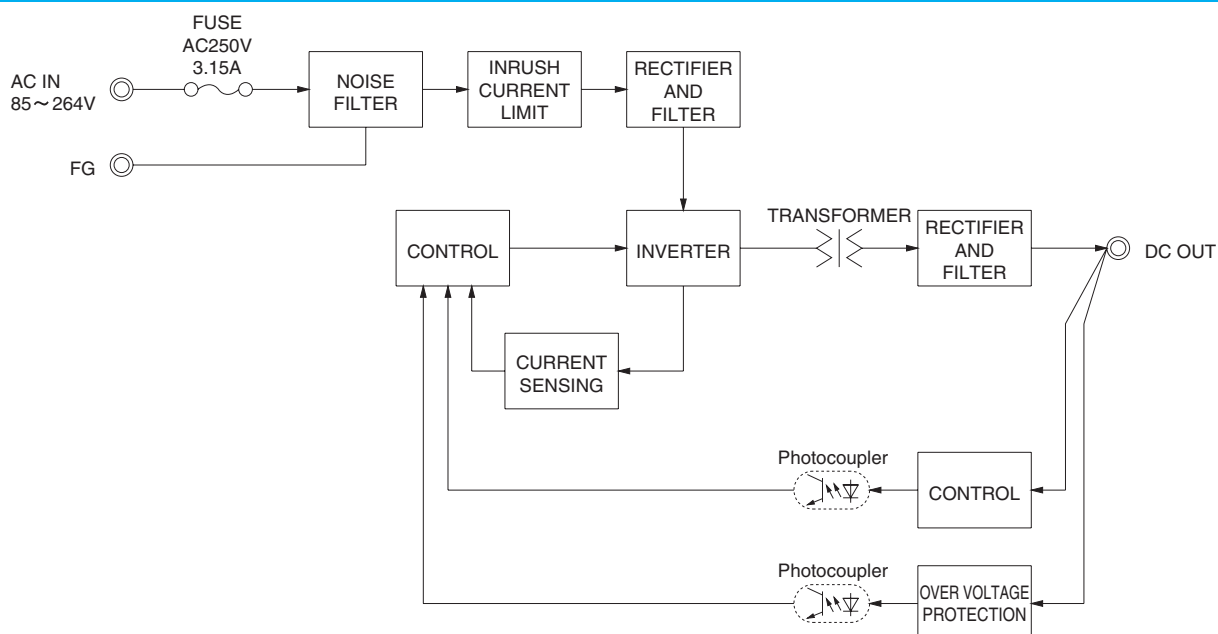 FUSE
AC250V
3.15A
AC IN
85～264V
NOISE
FILTER
INRUSH
CURRENT
LIMIT
RECTIFIER
AND
FILTER
FG
CONTROL
INVERTER
TRANSFORMER
RECTIFIER
AND
FILTER
DC OUT
CURRENT
SENSING
Photocoupler
CONTROL
Photocoupler
OVER VOLTAGE
PROTECTION